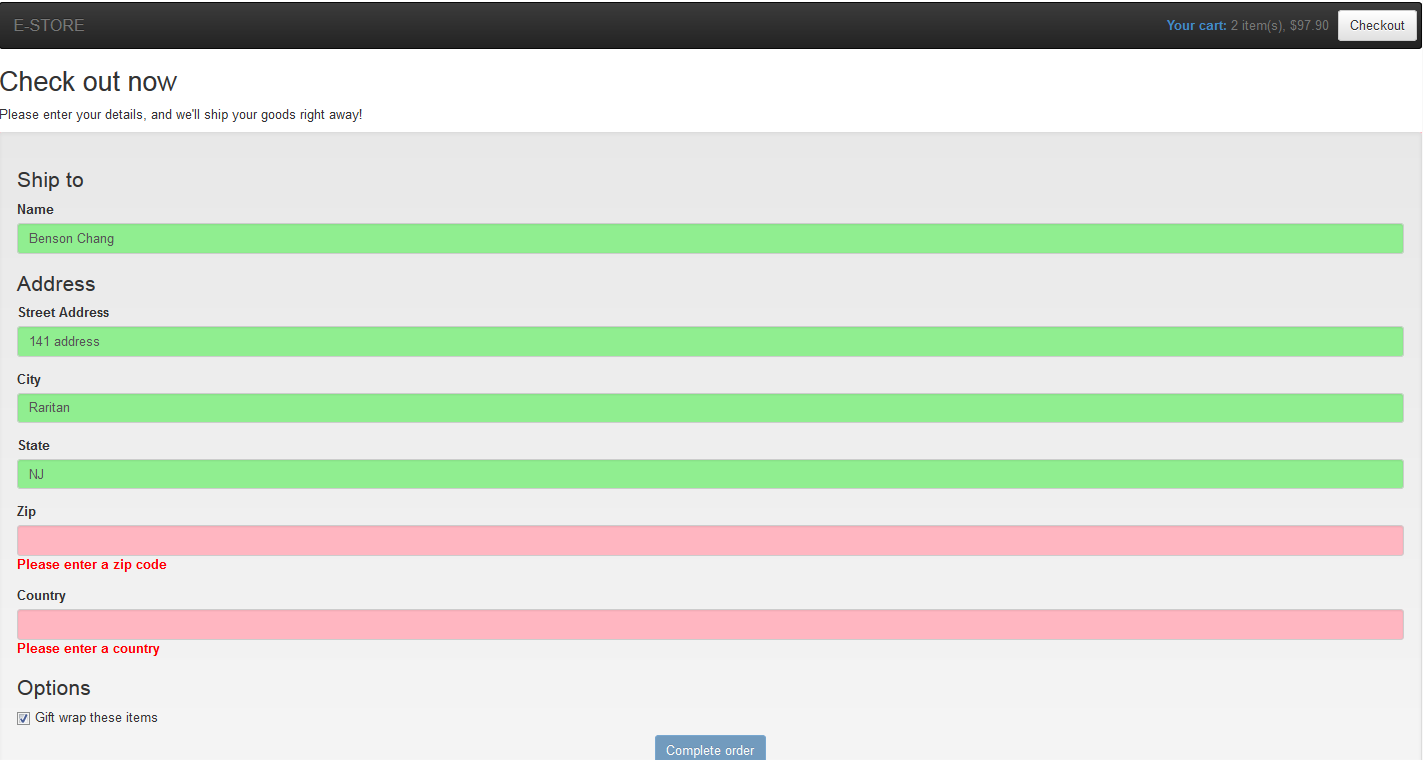 E-STORE
Your cart: 2 item(s), $97.90 Checkout
Check out now
Please enter your details, and we'll ship your goods right away!
Ship to
Name
Benson Chang
Address
Street Address
141 address
City
Raritan
State
NJ
Zip
Please enter a zip code
Country
Please enter a country
Options
Gift wrap these items
Complete order